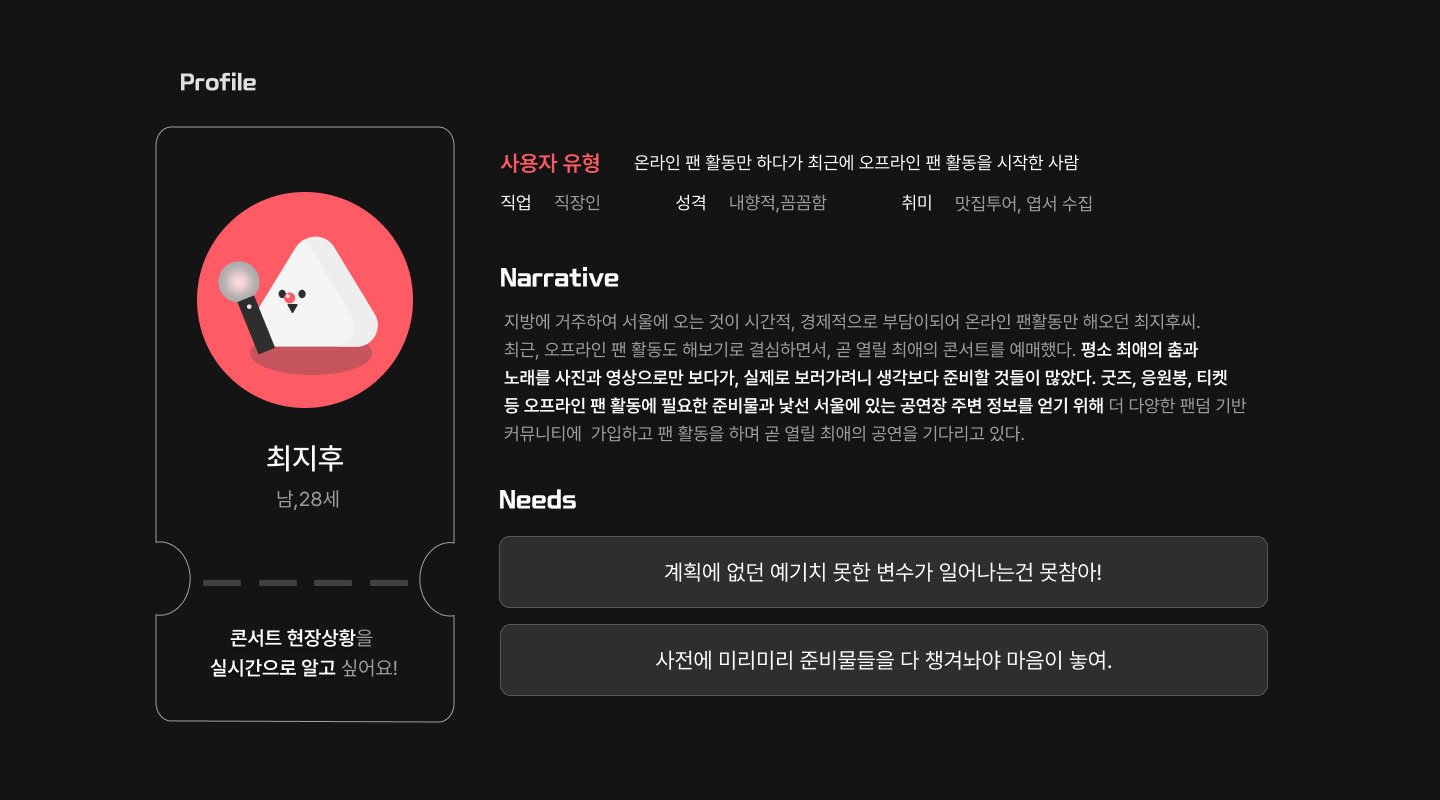 Profile
최지후
남,28세
콘서트 현장상황을
실시간으로 알고 싶어요!
사용자 유형 온라인 팬 활동만 하다가 최근에 오프라인 팬 활동을 시작한 사람
직업 직장인 성격 내향적,꼼꼼함 취미 맛집투어, 엽서 수집
Narrative
지방에 거주하여 서울에 오는 것이 시간적, 경제적으로 부담이되어 온라인 팬활동만 해오던 최지후씨.
최근, 오프라인 팬 활동도 해보기로 결심하면서, 곧 열릴 최애의 콘서트를 예매했다. 평소 최애의 춤과
노래를 사진과 영상으로만 보다가, 실제로 보러가려니 생각보다 준비할 것들이 많았다. 굿즈, 응원봉, 티켓
등 오프라인 팬 활동에 필요한 준비물과 낯선 서울에 있는 공연장 주변 정보를 얻기 위해 더 다양한 팬덤 기반
커뮤니티에 가입하고 팬 활동을 하며 곧 열릴 최애의 공연을 기다리고 있다.
Needs
계획에 없던 예기치 못한 변수가 일어나는건 못참아!
사전에 미리미리 준비물들을 다 챙겨놔야 마음이 놓여.